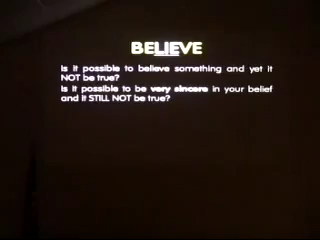 BELIEVE
Is it possible to believe something and yet it
NOT be true?
Is it possible to be very sincere in your belief
and it STILL NOT be true?